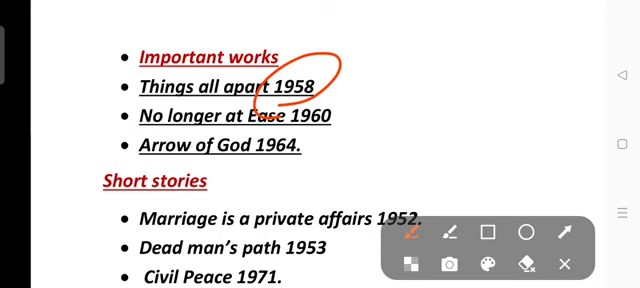 Important works
Things all apart 1958
No longer at Ease 1960
Arrow of God 1964.
Short stories
Marriage is a private affairs 1952.
Dead man's path 1953
Civil Peace 1971.